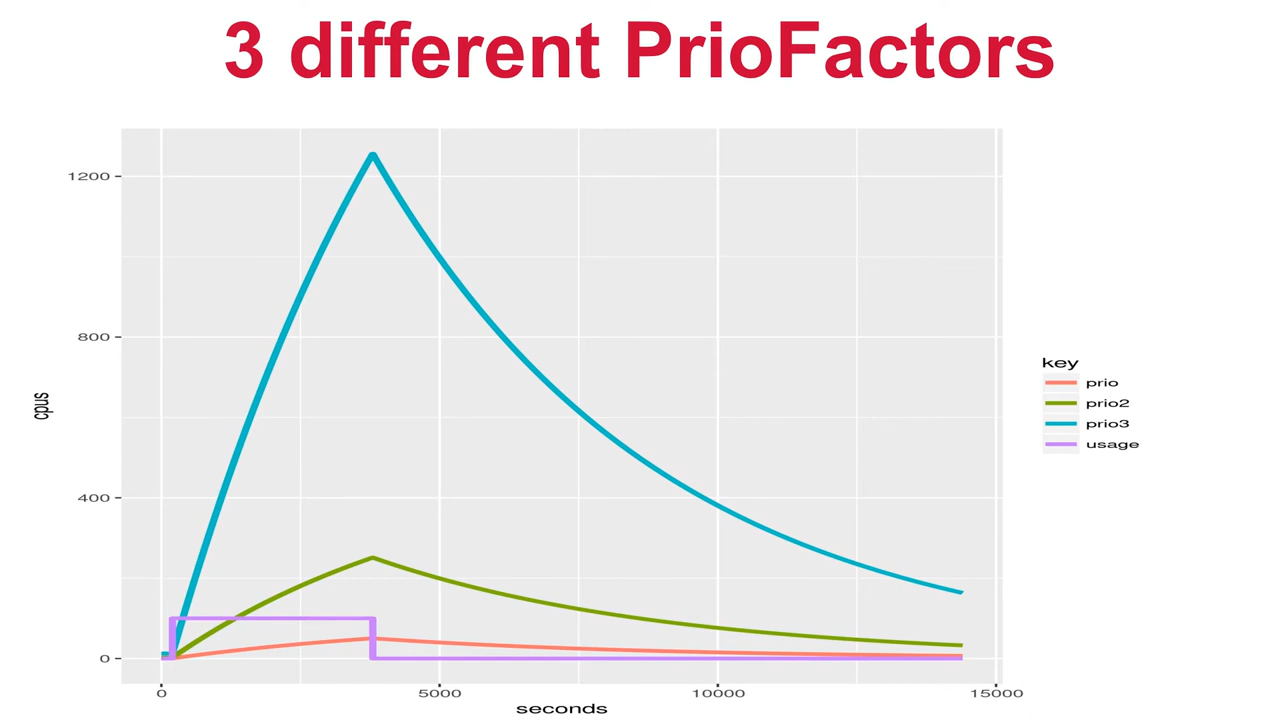 3 different PrioFactors
1200
800
400
0
cpus
0 5000 10000 15000
seconds
key
prio
prio2
prio3
usage